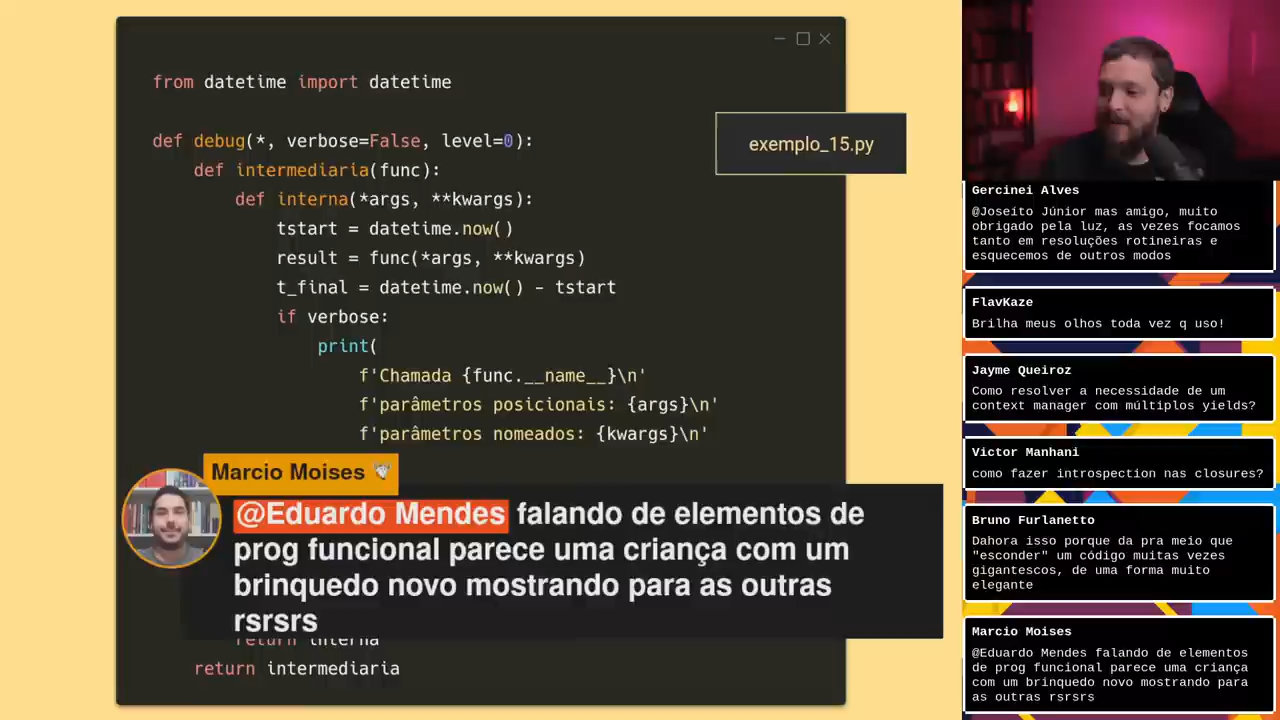 from datetime import datetime
exemplo_15.py
def debug(*, verbose=False, level=0):
def intermediaria(func):
def interna(*args, **kwargs):
tstart = datetime.now()
result = func(*args, **kwargs)
t_final = datetime.now() - tstart
if verbose:
print(
f'Chamada {func.__name__}\n'
f'parâmetros posicionais: {args}\n'
f'parâmetros nomeados: {kwargs}\n'
Marcio Moises
@Eduardo Mendes falando de elementos de
prog funcional parece uma criança com um
brinquedo novo mostrando para as outras
rsrsrs
return interna
return intermediaria
Gercinei Alves
@Joseito Júnior mas amigo, muito
obrigado pela luz, as vezes focamos
tanto em resoluções rotineiras e
esquecemos de outros modos
FlavKaze
Brilha meus olhos toda vez q uso!
Jayme Queiroz
Como resolver a necessidade de um
context manager com múltiplos yields?
Victor Manhani
como fazer introspection nas closures?
Bruno Furlanetto
Dahora isso porque da pra meio que
"esconder" um código muitas vezes
gigantescos, de uma forma muito
elegante
Marcio Moises
@Eduardo Mendes falando de elementos
de prog funcional parece uma criança
com um brinquedo novo mostrando para
as outras rsrsrs